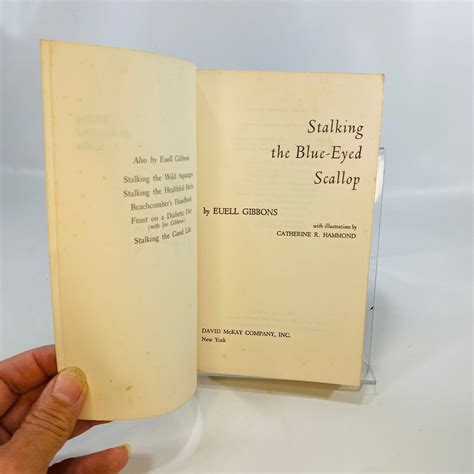 Also by Euell Gibbons
Stalking the Wild Asparagus
Stalking the Healthful Herbs
Beachcomber's Handbook
Feast on a Diabetic Diet
(with Joe Gibbons)
Stalking the Good Life
Stalking
the Blue-Eyed
Scallop
by EUELL GIBBONS
with illustrations by
CATHERINE R. HAMMOND
DAVID McKAY COMPANY, INC.
New York